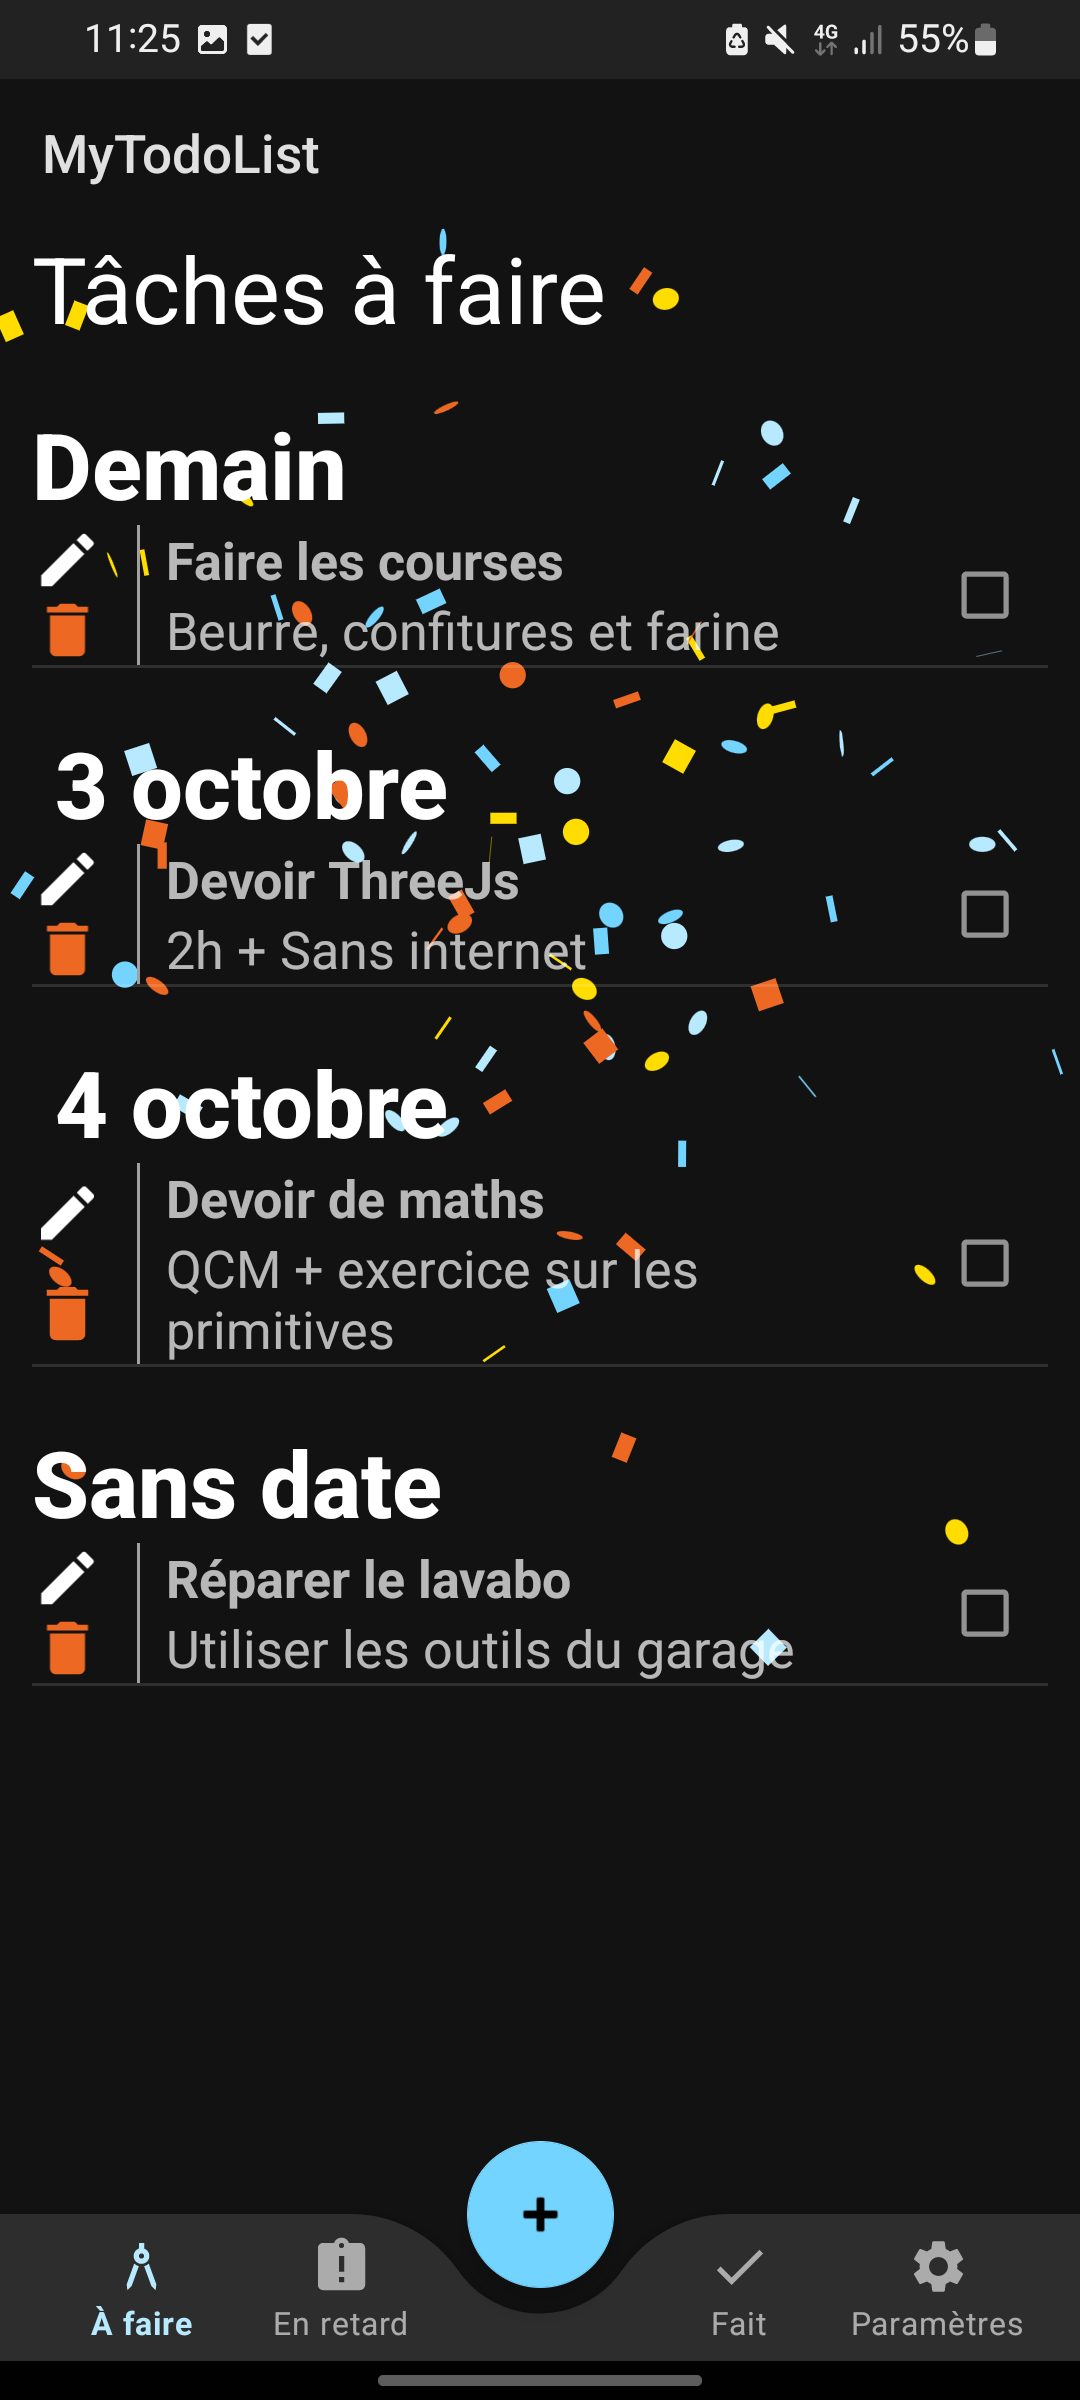 11:25
4G
55%
MyTodoList
Tâches à faire
Demain
Faire les courses
Beurre, confitures et farine
3 octobre
Devoir ThreeJs
2h + Sans internet
4 octobre
Devoir de maths
QCM + exercice sur les
primitives
Sans date
Réparer le lavabo
Utiliser les outils du garage
+
À faire
En retard
Fait
Paramètres